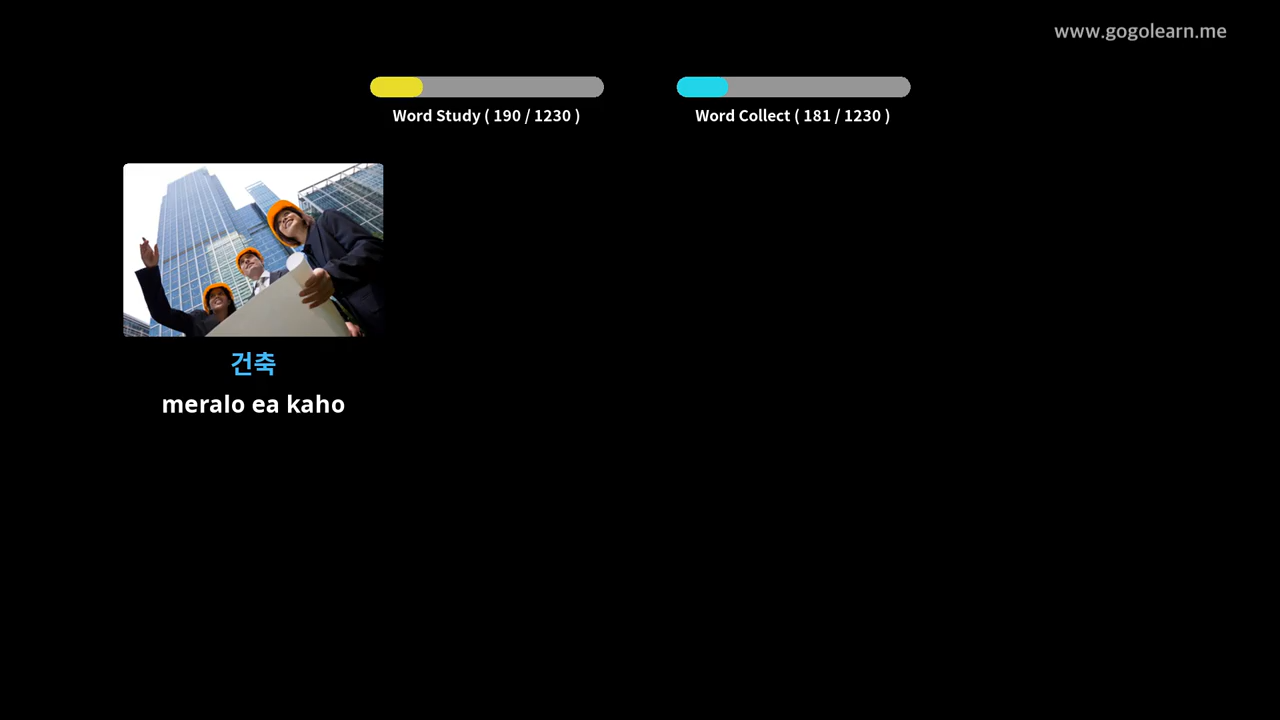 www.gogolearn.me
Word Study ( 190 / 1230 )
Word Collect ( 181 / 1230 )
건축
meralo ea kaho